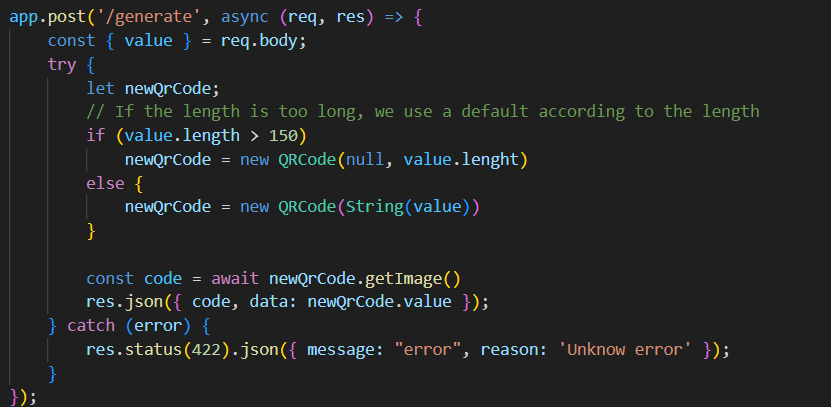 app.post('/generate', async (req, res) => {
    const { value } = req.body;
    try {
        let newQrCode;
        // If the length is too long, we use a default according to the length
        if (value.length > 150)
            newQrCode = new QRCode(null, value.lenght)
        else {
            newQrCode = new QRCode(String(value))
        }

        const code = await newQrCode.getImage()
        res.json({ code, data: newQrCode.value });
    } catch (error) {
        res.status(422).json({ message: "error", reason: 'Unknow error' });
    }
});